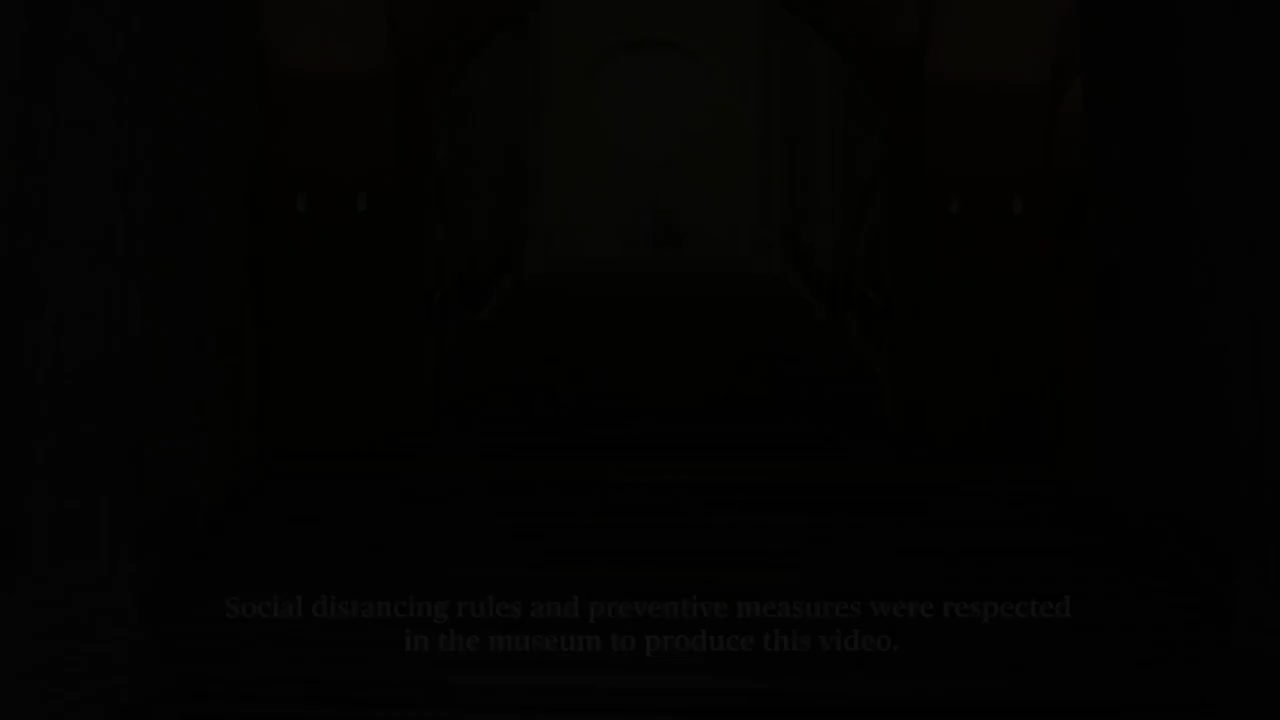 Social distancing rules and preventive measures were respected
in the museum to produce this video.